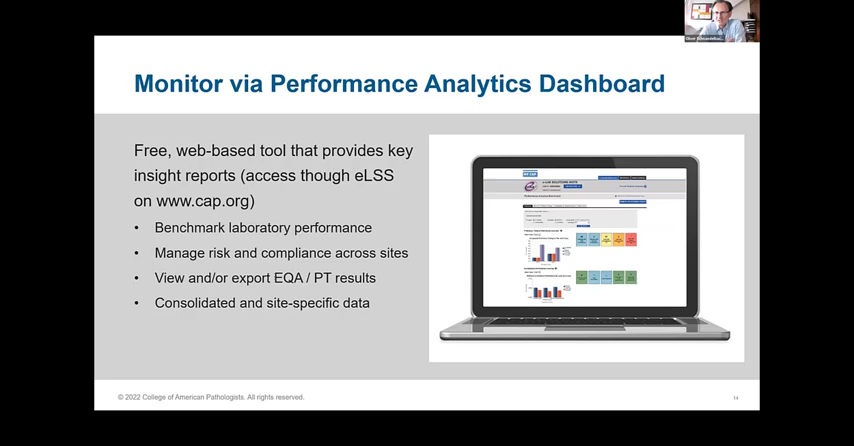 Monitor via Performance Analytics Dashboard
Free, web-based tool that provides key
insight reports (access though eLSS
on www.cap.org)
• Benchmark laboratory performance
• Manage risk and compliance across sites
• View and/or export EQA / PT results
• Consolidated and site-specific data
© 2022 College of American Pathologists. All rights reserved.
14